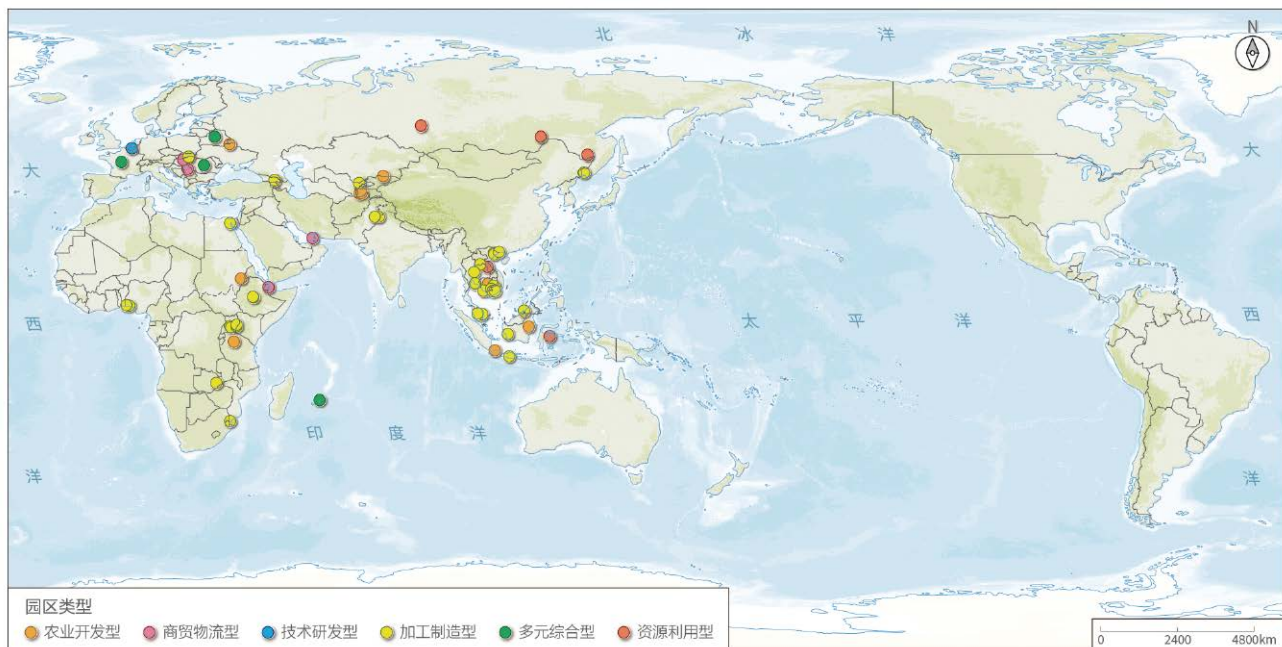 北 冰 洋
N
大
西
洋
印 度 洋
太 平 洋
大
西
洋
园区类型
农业开发型 商贸物流型 技术研发型 加工制造型 多元综合型 资源利用型
0 2400 4800km